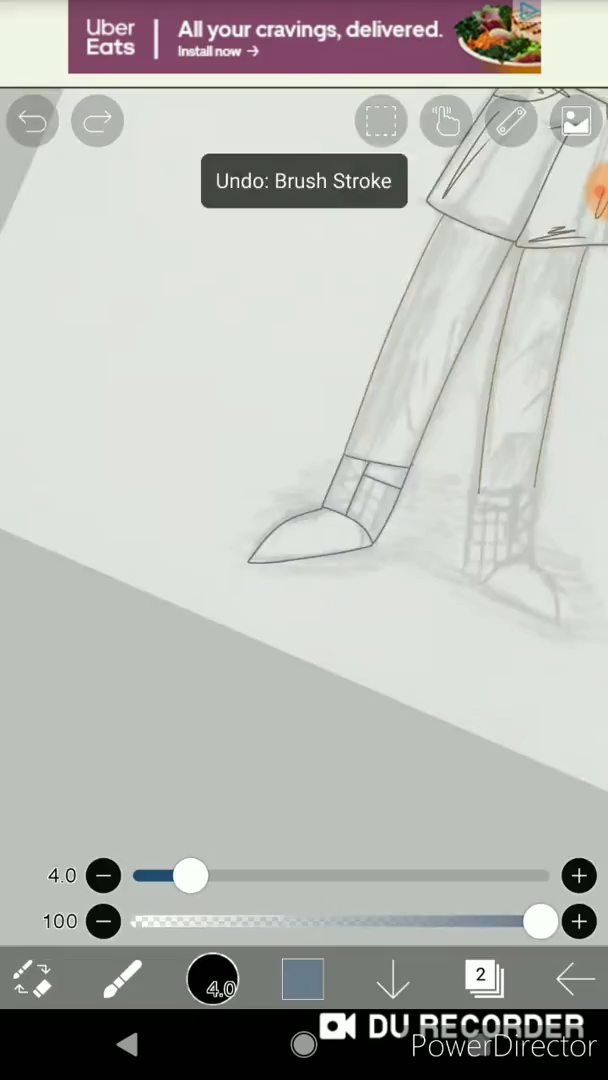 Uber
Eats
All your cravings, delivered.
Install now →
Undo: Brush Stroke
4.0
100
4.0
2
DU RECORDER
PowerDirector